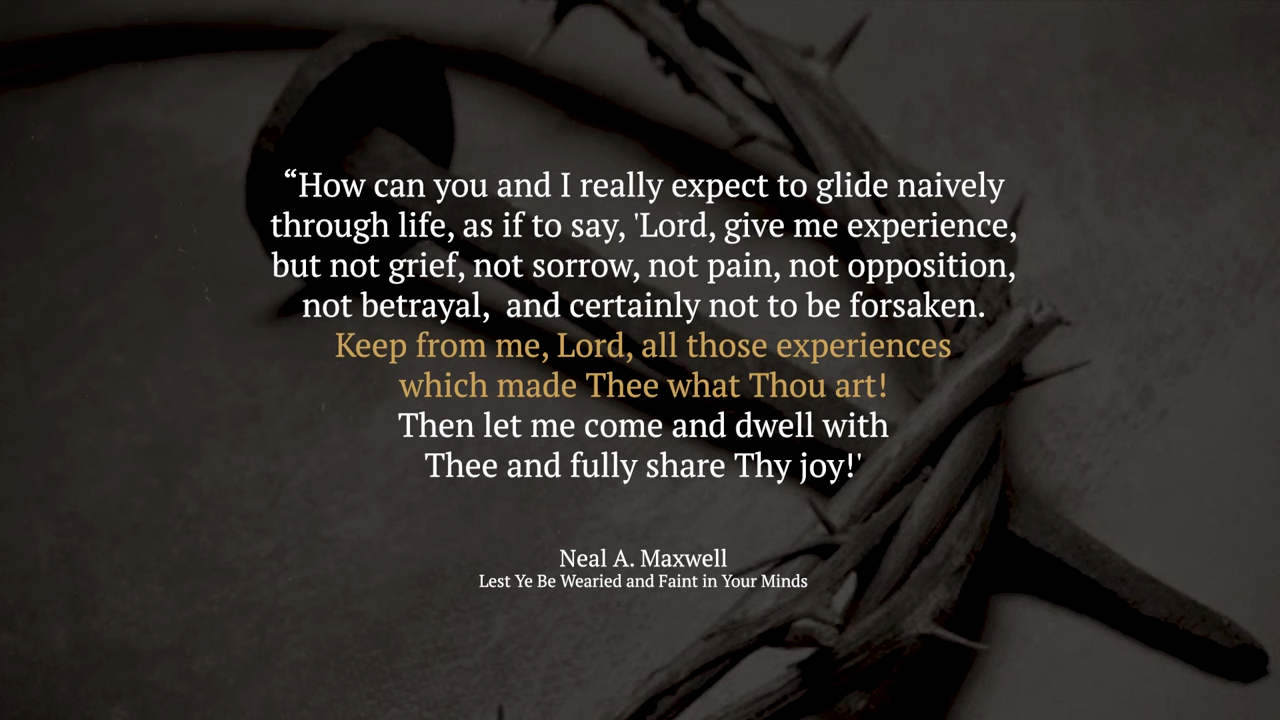 “How can you and I really expect to glide naively
through life, as if to say, 'Lord, give me experience,
but not grief, not sorrow, not pain, not opposition,
not betrayal,  and certainly not to be forsaken.
Keep from me, Lord, all those experiences
which made Thee what Thou art!
Then let me come and dwell with
Thee and fully share Thy joy!'
Neal A. Maxwell
Lest Ye Be Wearied and Faint in Your Minds